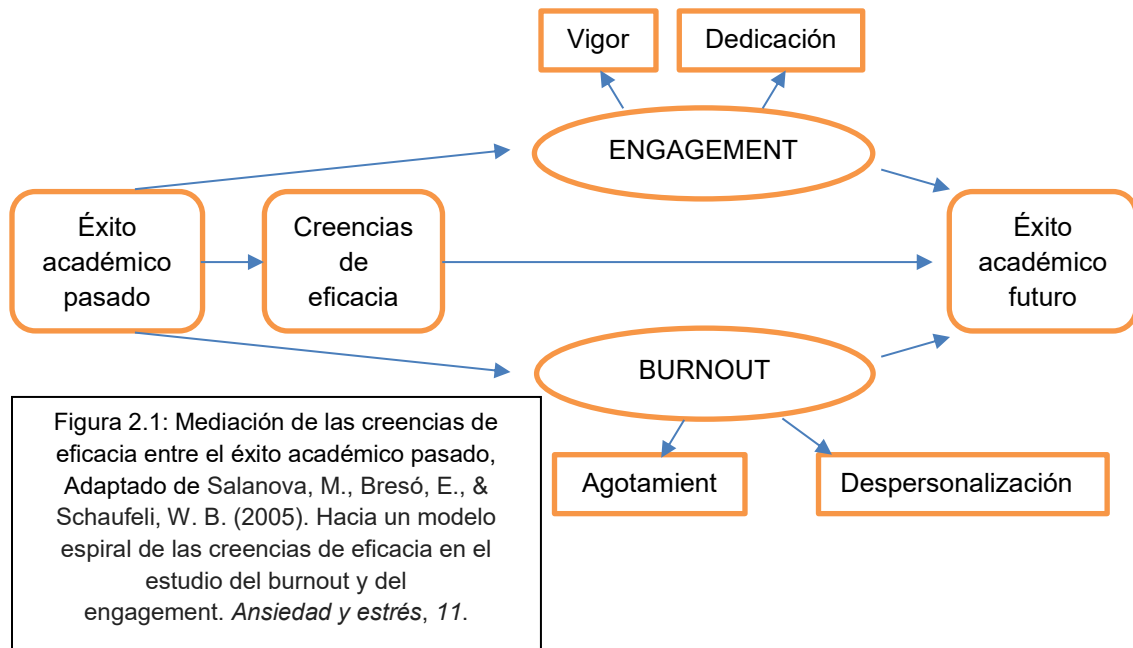 Vigor
Dedicación
ENGAGEMENT
Éxito
académico
pasado
Creencias
de
eficacia
Éxito
académico
futuro
BURNOUT
Agotamient
Despersonalización
Figura 2.1: Mediación de las creencias de
eficacia entre el éxito académico pasado,
Adaptado de Salanova, M., Bresó, E., &
Schaufeli, W. B. (2005). Hacia un modelo
espiral de las creencias de eficacia en el
estudio del burnout y del
engagement. Ansiedad y estrés, 11.